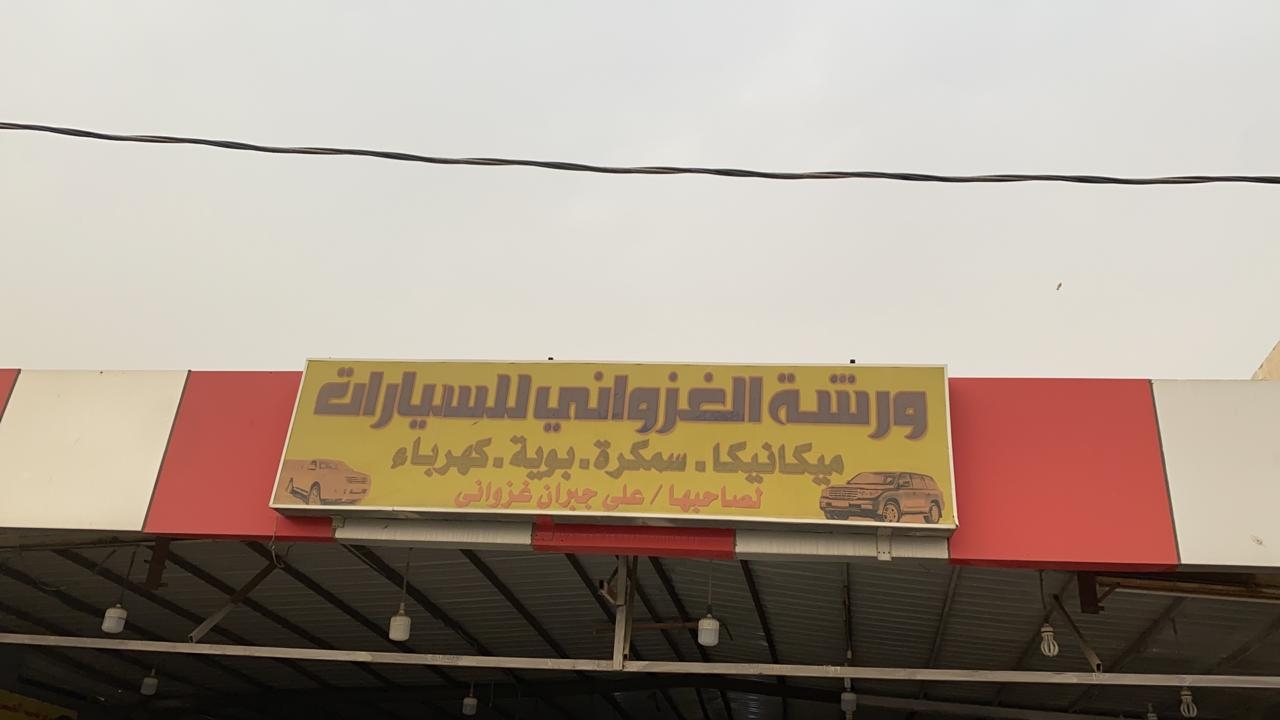 ورشة الغزواني للسيارات
ميكانيكا . سمكرة . بوية . كهرباء
لصاحبها / علي جبران غزواني